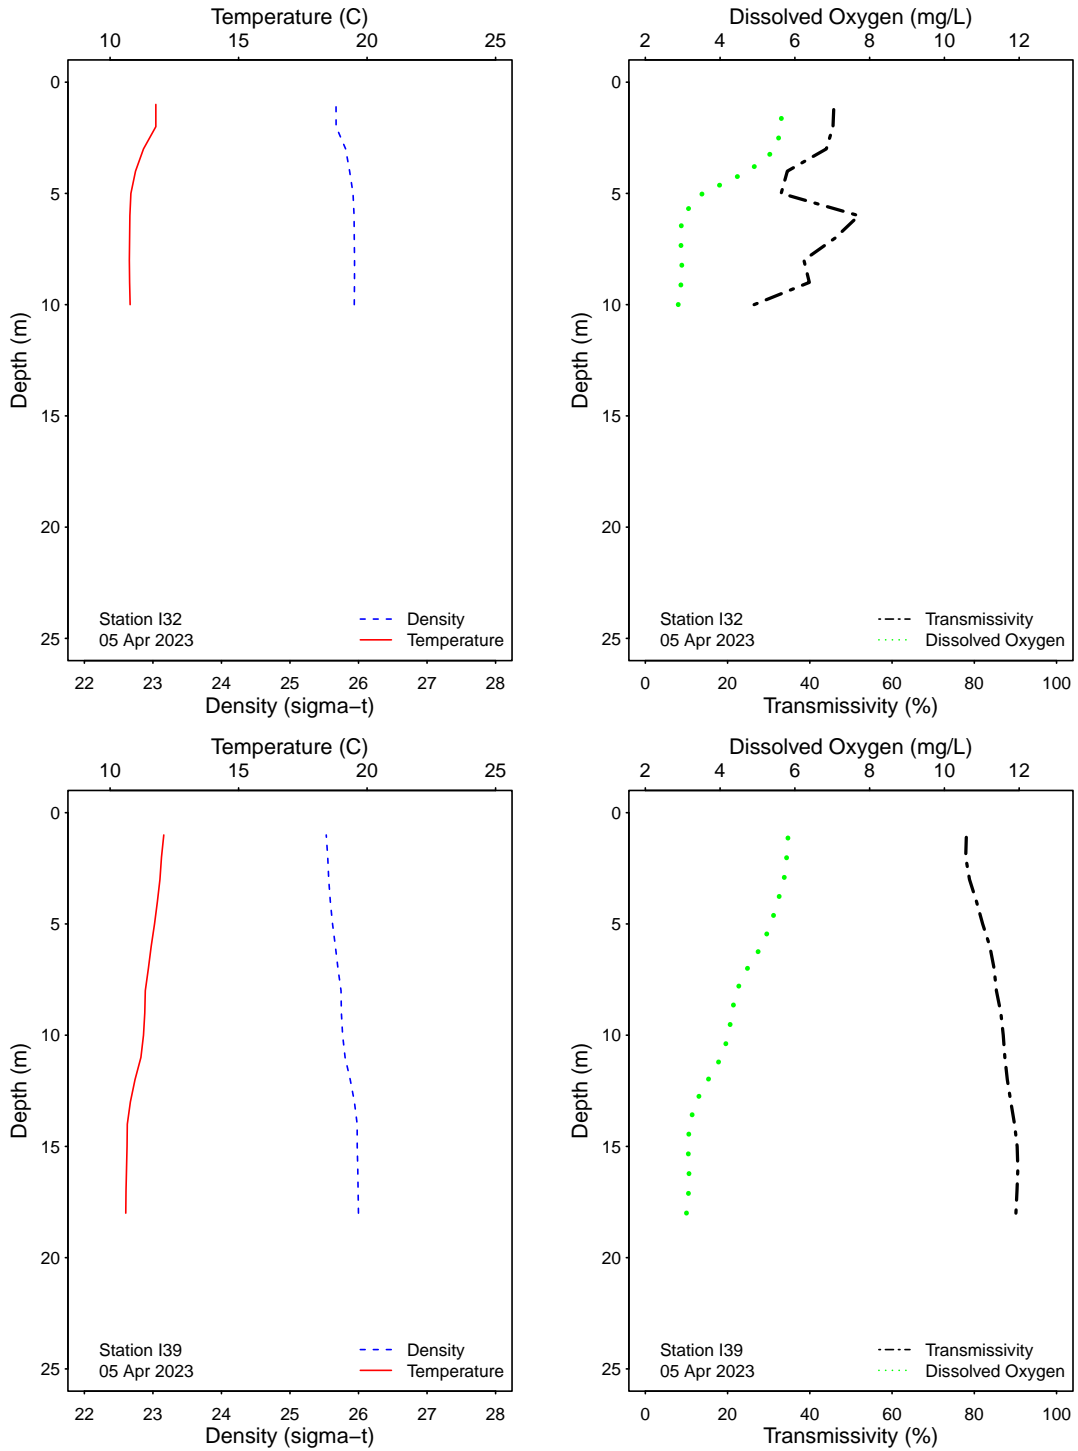 Temperature (C)
10 15 20 25
0
5
10
15
20
25
Depth (m)
Station I32
05 Apr 2023
Density
Temperature
22 23 24 25 26 27 28
Density (sigma−t)
Dissolved Oxygen (mg/L)
2 4 6 8 10 12
0
5
10
15
20
25
Depth (m)
Station I32
05 Apr 2023
Transmissivity
Dissolved Oxygen
0 20 40 60 80 100
Transmissivity (%)
Temperature (C)
10 15 20 25
0
5
10
15
20
25
Depth (m)
Station I39
05 Apr 2023
Density
Temperature
22 23 24 25 26 27 28
Density (sigma−t)
Dissolved Oxygen (mg/L)
2 4 6 8 10 12
0
5
10
15
20
25
Depth (m)
Station I39
05 Apr 2023
Transmissivity
Dissolved Oxygen
0 20 40 60 80 100
Transmissivity (%)